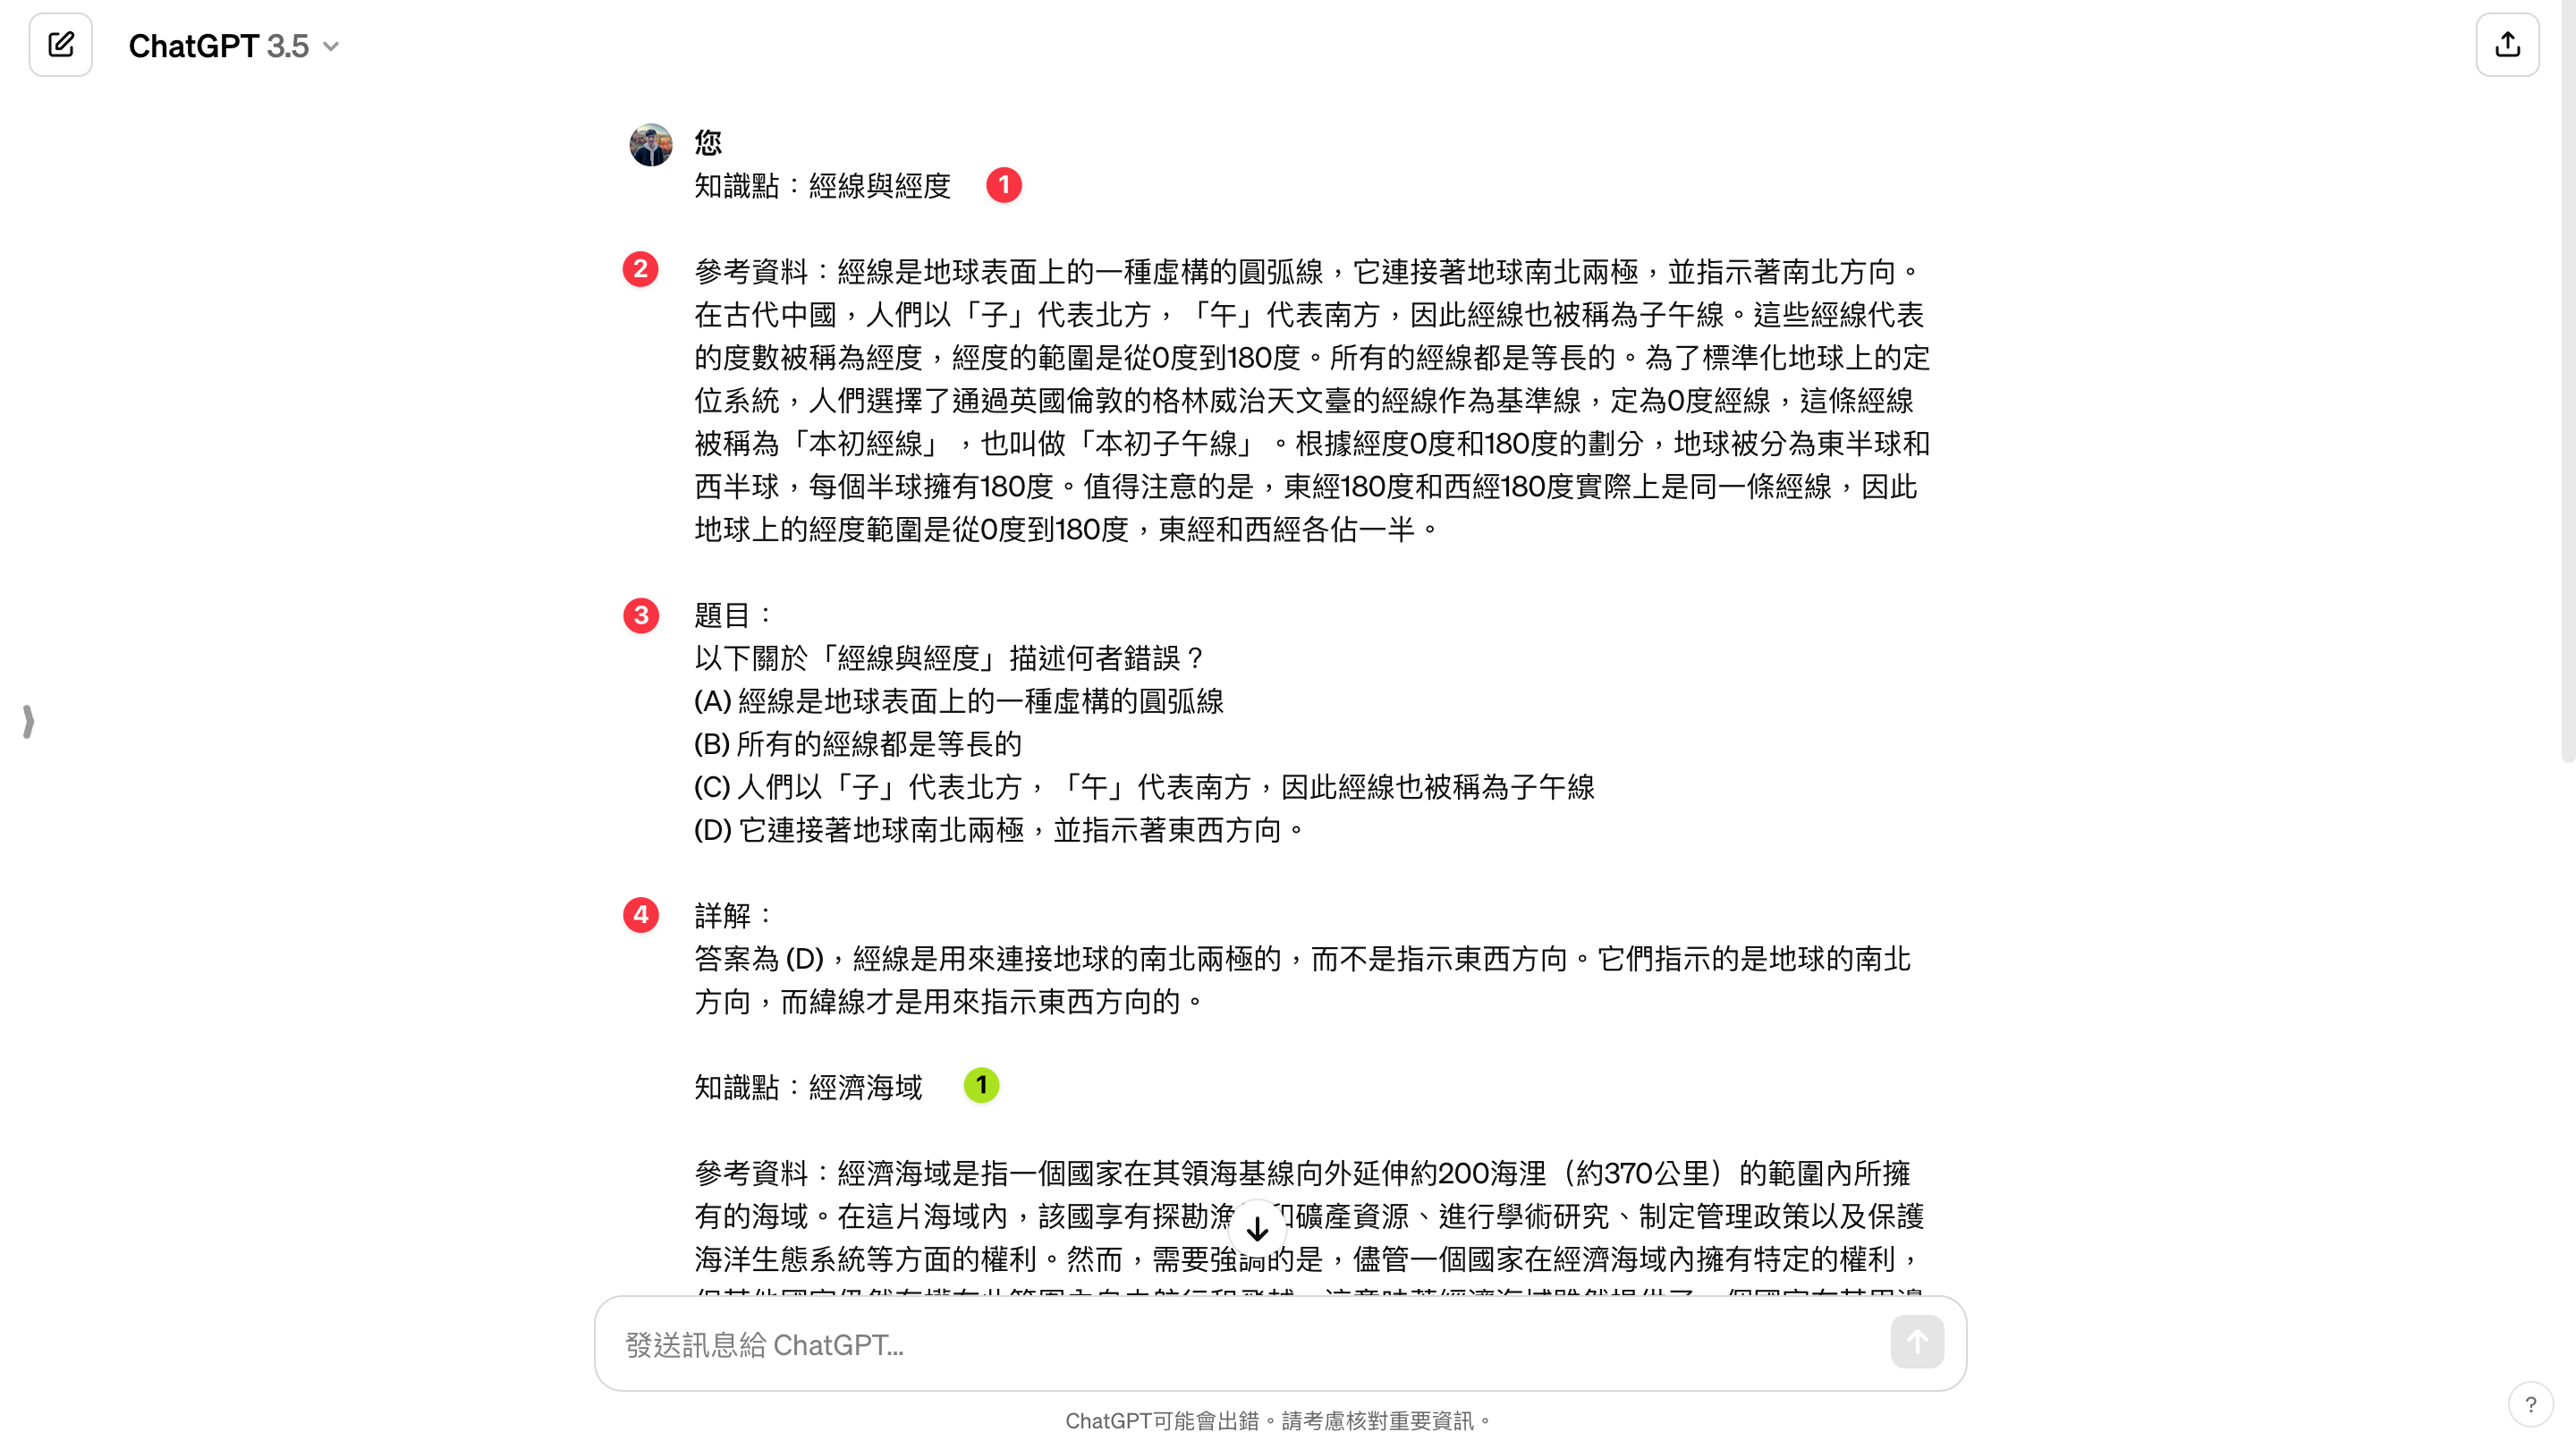 ChatGPT 3.5
您
知識點：經線與經度 1
2 參考資料：經線是地球表面上的一種虛構的圓弧線，它連接著地球南北兩極，並指示著南北方向。
在古代中國，人們以「子」代表北方，「午」代表南方，因此經線也被稱為子午線。這些經線代表
的度數被稱為經度，經度的範圍是從0度到180度。所有的經線都是等長的。為了標準化地球上的定
位系統，人們選擇了通過英國倫敦的格林威治天文臺的經線作為基準線，定為0度經線，這條經線
被稱為「本初經線」，也叫做「本初子午線」。根據經度0度和180度的劃分，地球被分為東半球和
西半球，每個半球擁有180度。值得注意的是，東經180度和西經180度實際上是同一條經線，因此
地球上的經度範圍是從0度到180度，東經和西經各佔一半。
3 題目：
以下關於「經線與經度」描述何者錯誤？
(A) 經線是地球表面上的一種虛構的圓弧線
(B) 所有的經線都是等長的
(C) 人們以「子」代表北方，「午」代表南方，因此經線也被稱為子午線
(D) 它連接著地球南北兩極，並指示著東西方向。
4 詳解：
答案為 (D)，經線是用來連接地球的南北兩極的，而不是指示東西方向。它們指示的是地球的南北
方向，而緯線才是用來指示東西方向的。
知識點：經濟海域 1
參考資料：經濟海域是指一個國家在其領海基線向外延伸約200海浬（約370公里）的範圍內所擁
有的海域。在這片海域內，該國享有探勘漁 和礦產資源、進行學術研究、制定管理政策以及保護
海洋生態系統等方面的權利。然而，需要強調的是，儘管一個國家在經濟海域內擁有特定的權利，
發送訊息給 ChatGPT...
ChatGPT可能會出錯。請考慮核對重要資訊。
?